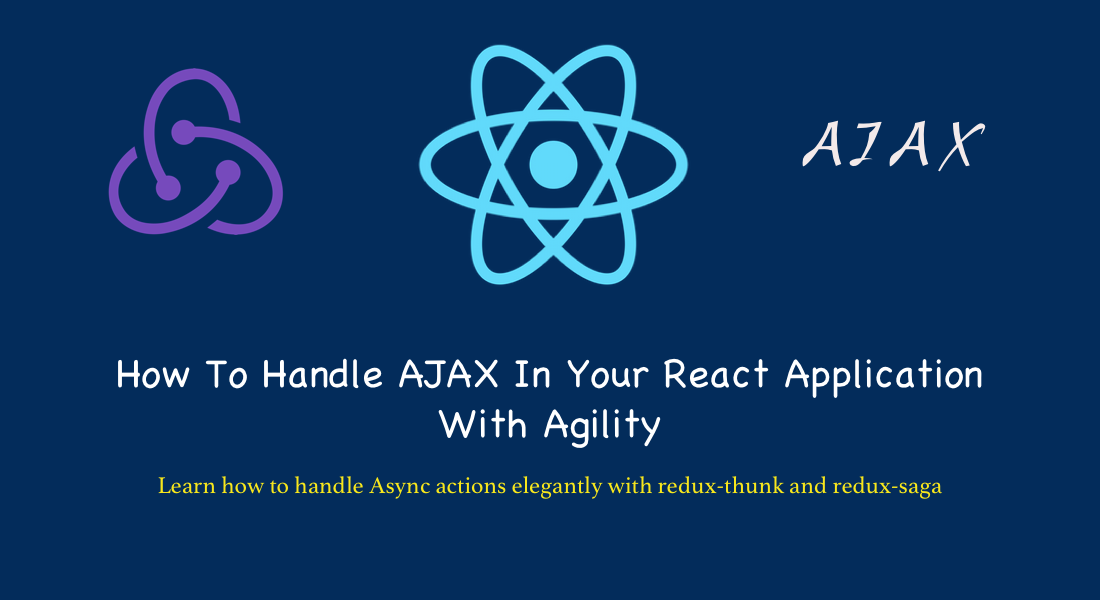 AJAX
How To Handle AJAX In Your React Application
With Agility
Learn how to handle Async actions elegantly with redux-thunk and redux-saga